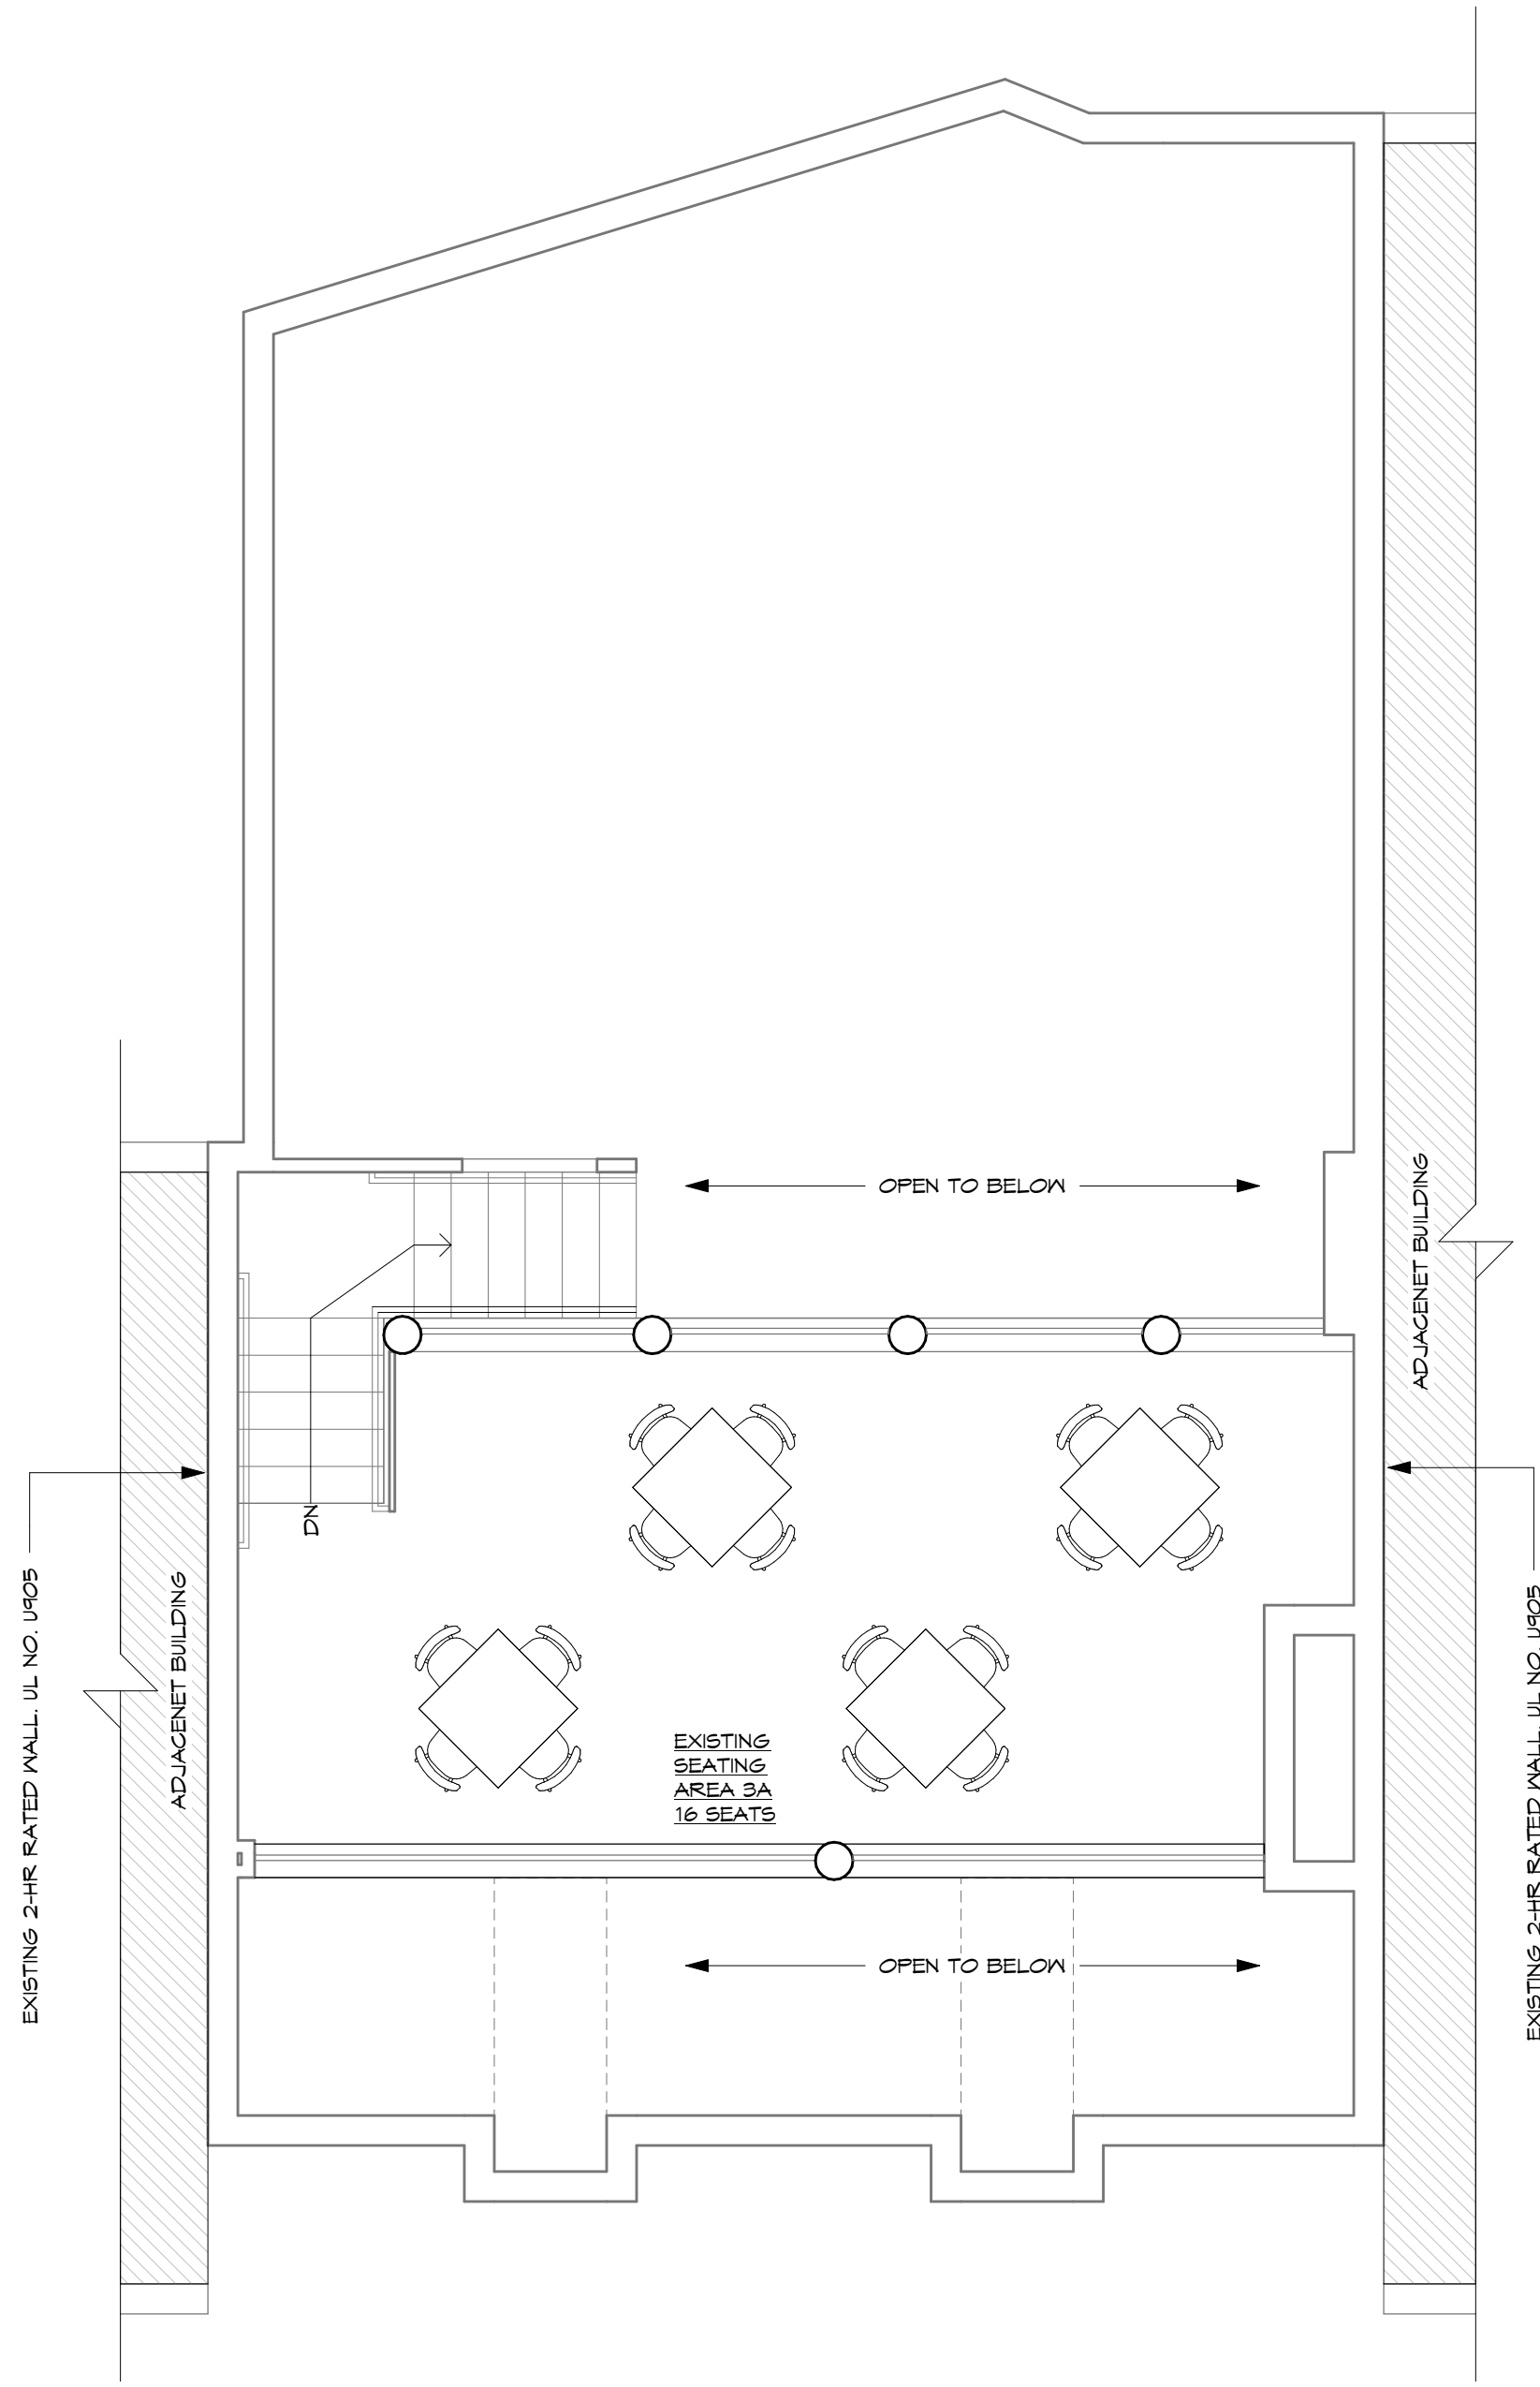 OPEN TO BELOW
ADJACENET BUILDING
DN
EXISTING 2-HR RATED WALL. UL NO. U905
ADJACENET BUILDING
EXISTING
SEATING
AREA 3A
16 SEATS
EXISTING 2-HR RATED WALL. UL NO. U905
OPEN TO BELOW